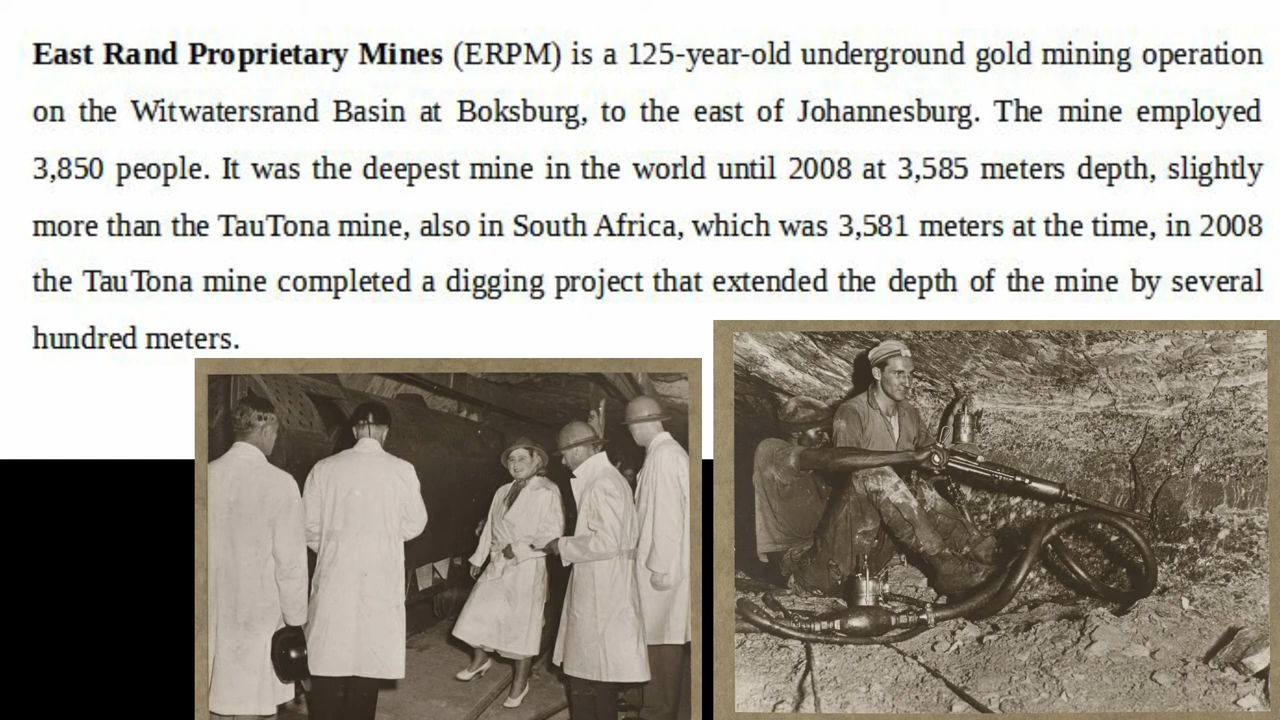 East Rand Proprietary Mines (ERPM) is a 125-year-old underground gold mining operation
on the Witwatersrand Basin at Boksburg, to the east of Johannesburg. The mine employed
3,850 people. It was the deepest mine in the world until 2008 at 3,585 meters depth, slightly
more than the TauTona mine, also in South Africa, which was 3,581 meters at the time, in 2008
the TauTona mine completed a digging project that extended the depth of the mine by several
hundred meters.